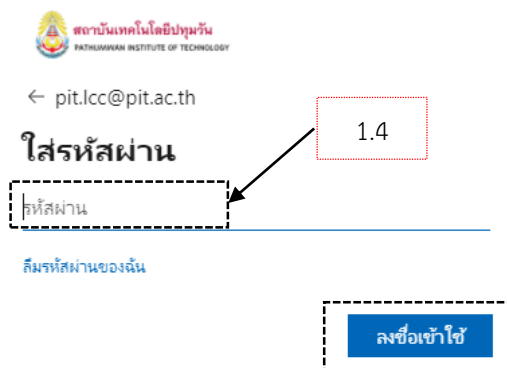 สถาบันเทคโนโลยีปทุมวัน
PATHUMWAN INSTITUTE OF TECHNOLOGY
← pit.lcc@pit.ac.th
ใส่รหัสผ่าน
1.4
รหัสผ่าน
ลืมรหัสผ่านของฉัน
ลงชื่อเข้าใช้